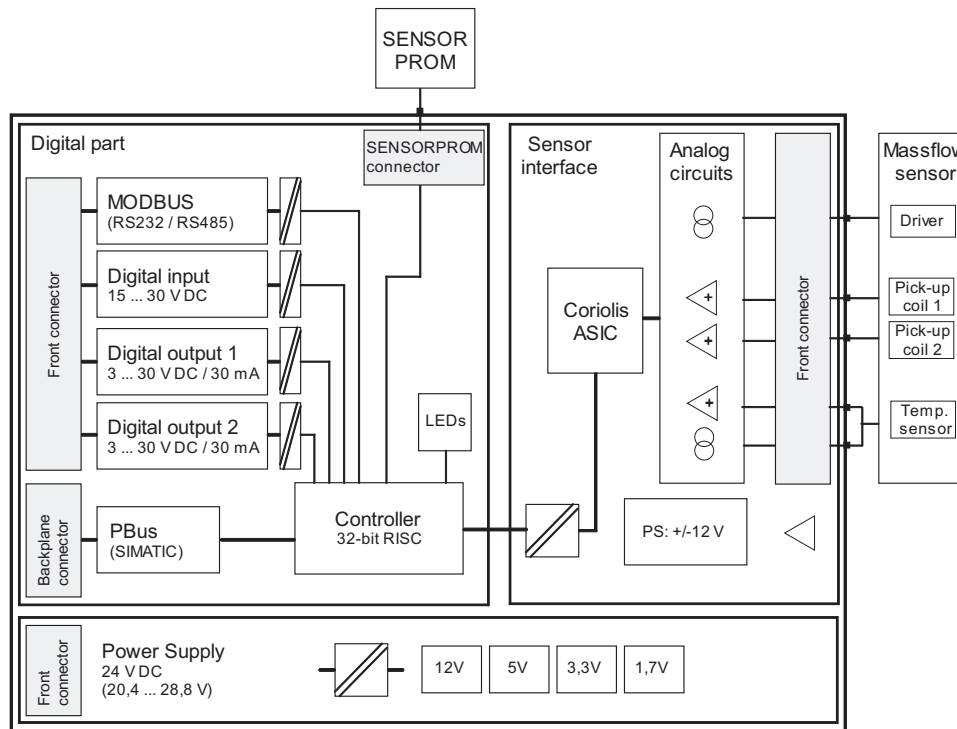 SENSOR
PROM
Digital part
SENSORPROM
connector
Front connector
MODBUS
(RS232 / RS485)
Digital input
15 ... 30 V DC
Digital output 1
3 ... 30 V DC / 30 mA
Digital output 2
3 ... 30 V DC / 30 mA
LEDs
Backplane
connector
PBus
(SIMATIC)
Controller
32-bit RISC
Sensor
interface
Coriolis
ASIC
Analog
circuits
+
+
+
PS: +/-12 V
Front connector
Massflow
sensor
Driver
Pick-up
coil 1
Pick-up
coil 2
Temp.
sensor
Front
connector
Power Supply
24 V DC
(20,4 ... 28,8 V)
12V
5V
3,3V
1,7V